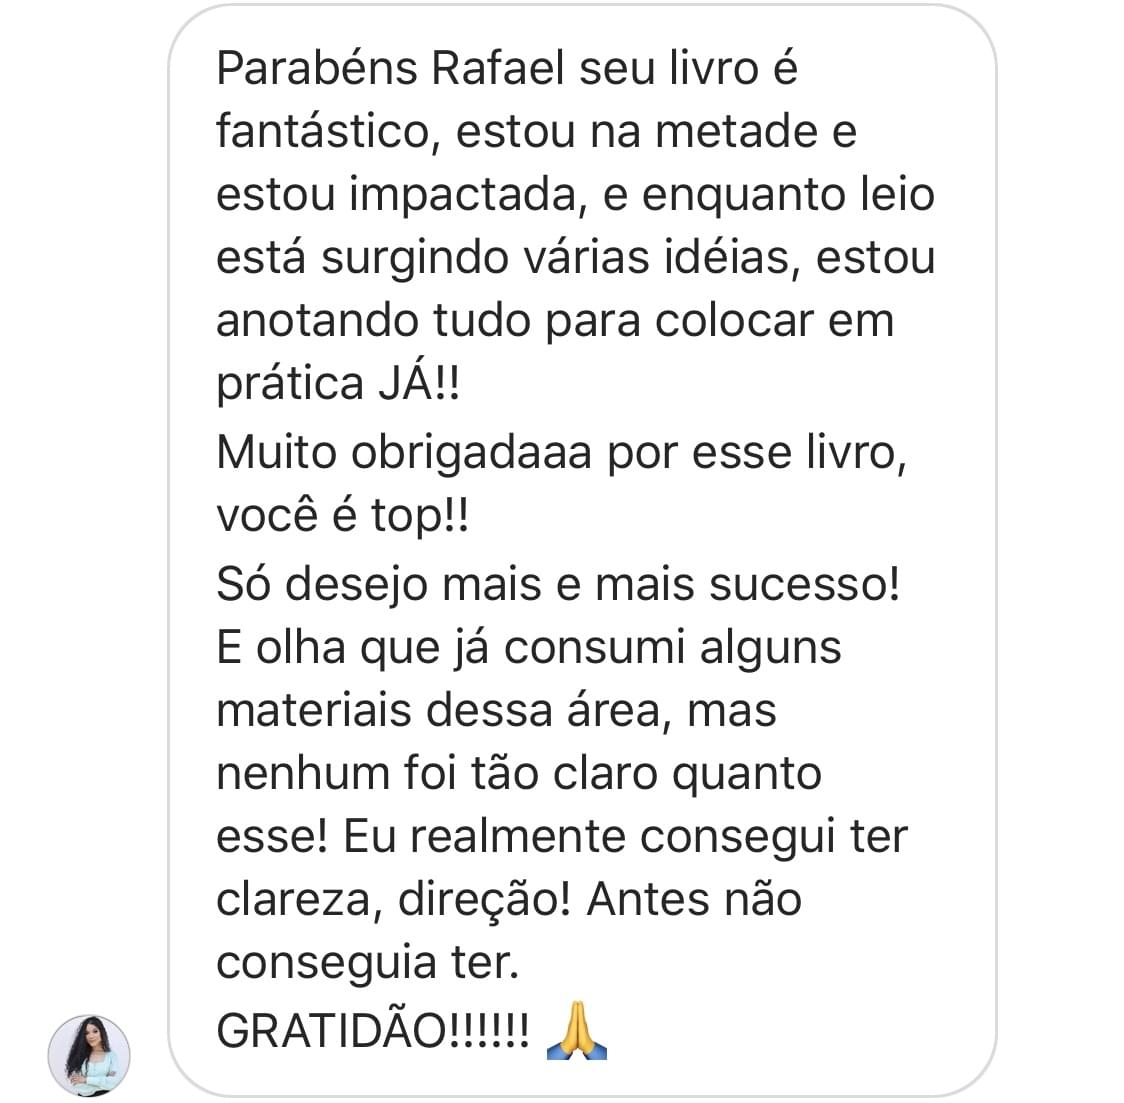 Parabéns Rafael seu livro é
fantástico, estou na metade e
estou impactada, e enquanto leio
está surgindo várias idéias, estou
anotando tudo para colocar em
prática JÁ!!
Muito obrigadaaa por esse livro,
você é top!!
Só desejo mais e mais sucesso!
E olha que já consumi alguns
materiais dessa área, mas
nenhum foi tão claro quanto
esse! Eu realmente consegui ter
clareza, direção! Antes não
conseguia ter.
GRATIDÃO!!!!!! 🙏